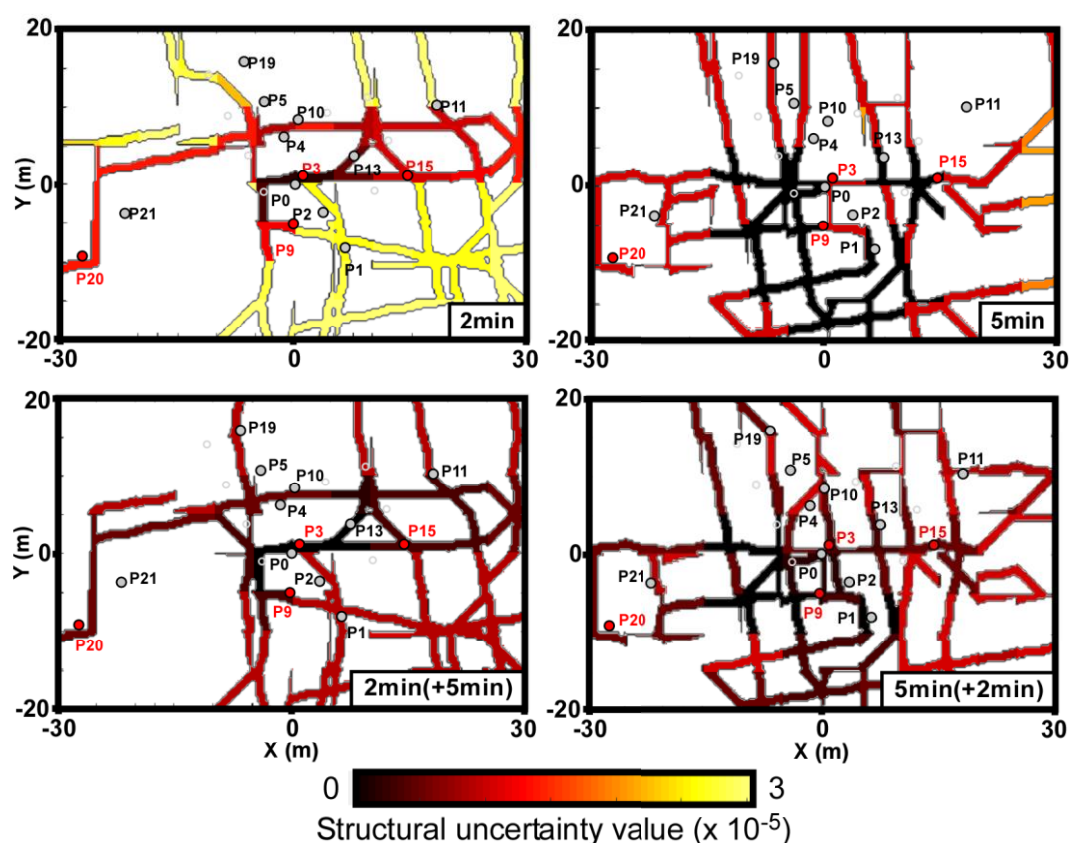 20
P19
P5
P10
P11
P4
P13
P3
P15
Y (m)
0
P0
P21
P2
P9
P1
P20
2min
-20
-30
0
30
20
P19
P5
P10
P11
P4
P13
P3
P15
0
P0
P21
P2
P9
P1
P20
5min
-20
-30
0
30
20
P19
P5
P10
P11
P4
P13
P3
P15
Y (m)
0
P0
P21
P2
P9
P1
P20
2min(+5min)
-20
-30
0
30
X (m)
20
P19
P5
P10
P11
P4
P13
P3
P15
0
P0
P21
P2
P9
P1
P20
5min(+2min)
-20
-30
0
30
X (m)
0
3
Structural uncertainty value (x 10⁻⁵)